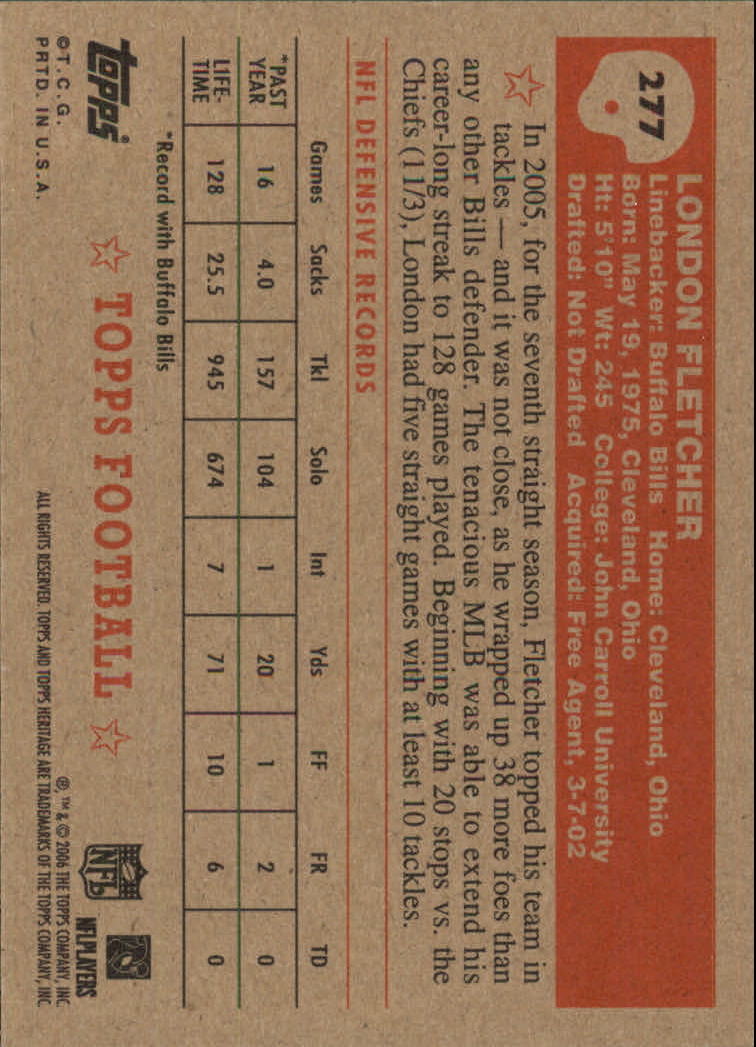 277
LONDON FLETCHER
Linebacker: Buffalo Bills Home: Cleveland, Ohio
Born: May 19, 1975, Cleveland, Ohio
Ht: 5'10" Wt: 245 College: John Carroll University
Drafted: Not Drafted Acquired: Free Agent, 3-7-02
In 2005, for the seventh straight season, Fletcher topped his team in
tackles — and it was not close, as he wrapped up 38 more foes than
any other Bills defender. The tenacious MLB was able to extend his
career-long streak to 128 games played. Beginning with 20 stops vs. the
Chiefs (11/3), London had five straight games with at least 10 tackles.
NFL DEFENSIVE RECORDS
Games Sacks Tkl Solo Int Yds FF FR TD
*PAST YEAR 16 4.0 157 104 1 20 1 2 0
LIFE-TIME 128 25.5 945 674 7 71 10 6 0
*Record with Buffalo Bills
topps®
TOPPS FOOTBALL
NFL
NFLPLAYERS
©T.C.G.
PRTD. IN U.S.A.
®, ™ & © 2006 THE TOPPS COMPANY, INC.
ALL RIGHTS RESERVED. TOPPS AND TOPPS HERITAGE ARE TRADEMARKS OF THE TOPPS COMPANY, INC.